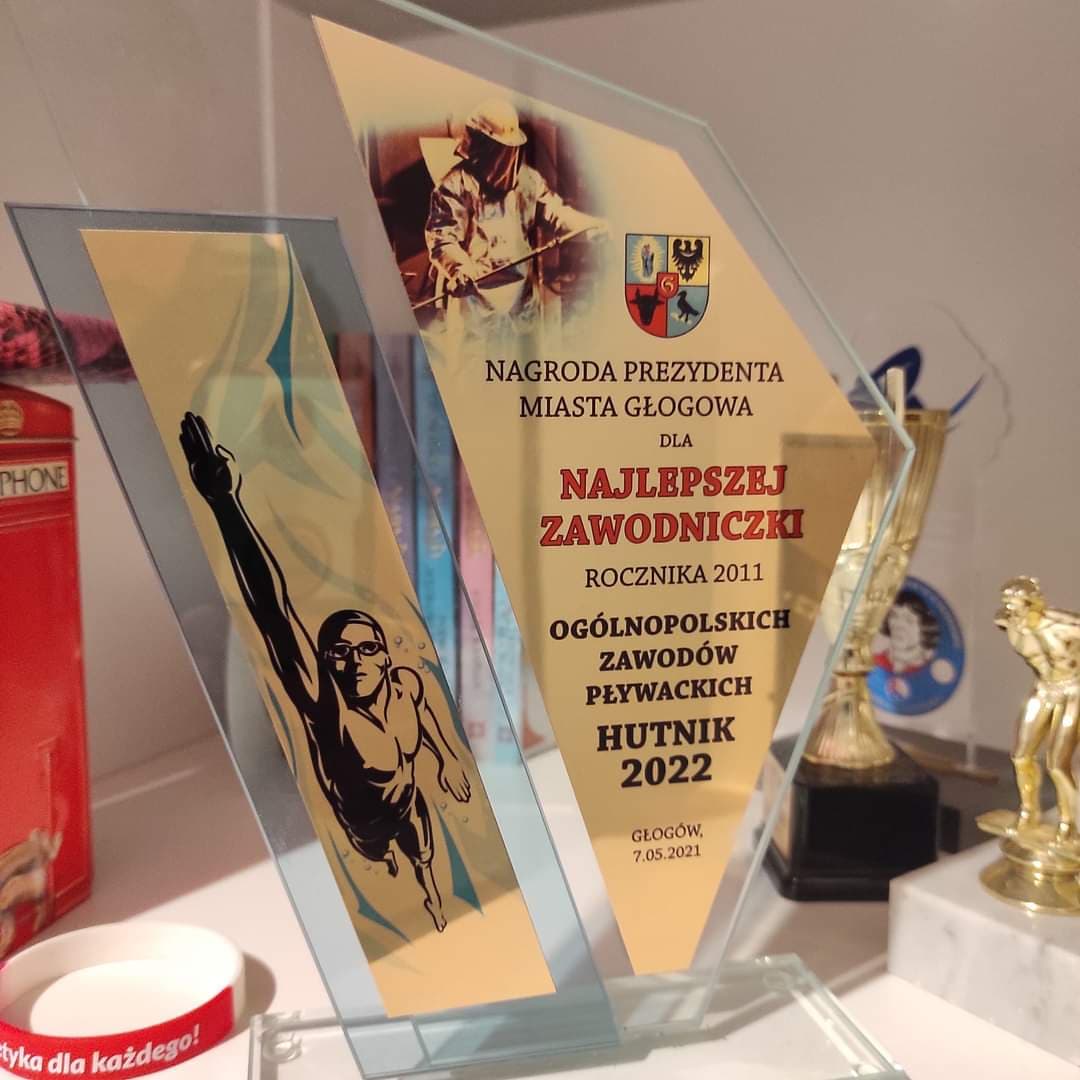 NAGRODA PREZYDENTA
MIASTA GŁOGOWA
DLA
NAJLEPSZEJ
ZAWODNICZKI
ROCZNIKA 2011
OGÓLNOPOLSKICH
ZAWODÓW
PŁYWACKICH
HUTNIK
2022
GŁOGÓW,
7.05.2021
PHONE
etyka dla każdego!